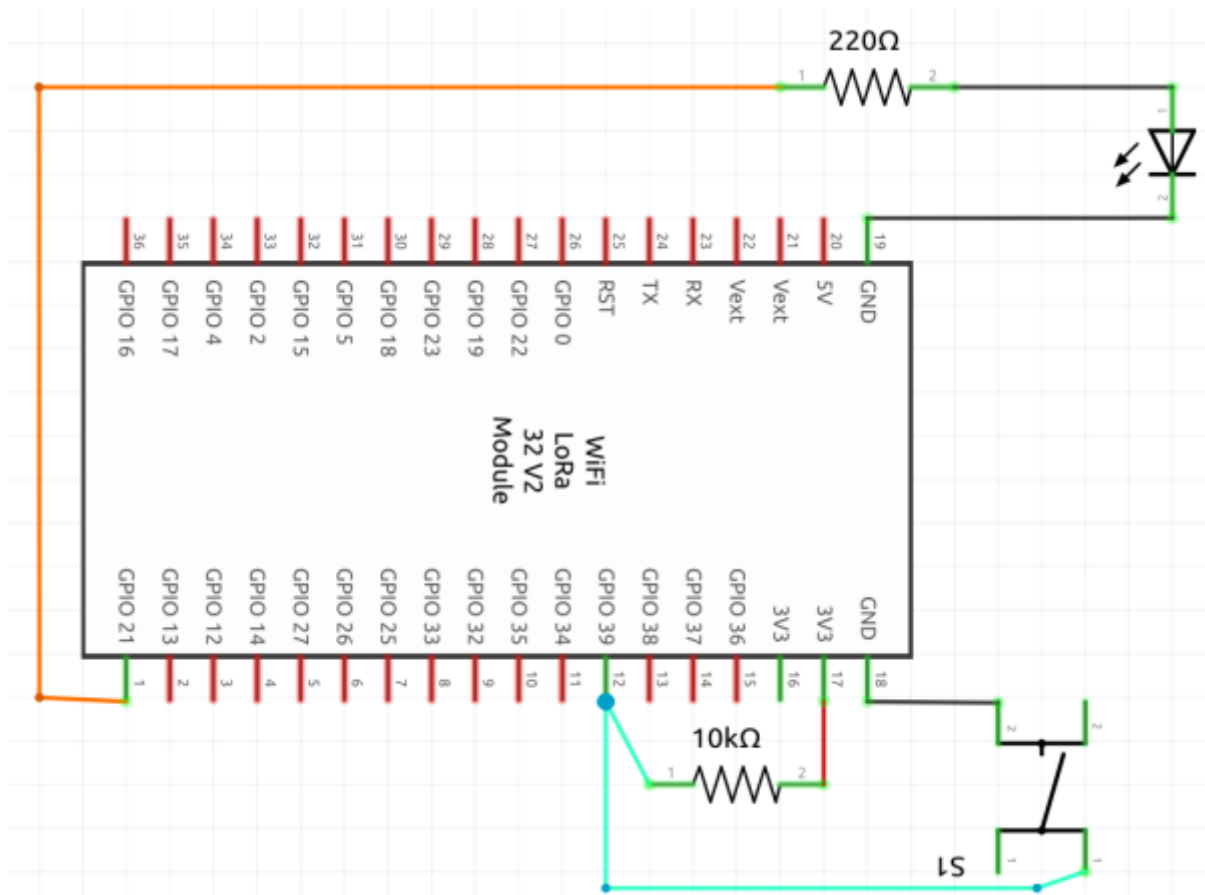 220Ω
1 2
1
2
36 35 34 33 32 31 30 29 28 27 26 25 24 23 22 21 20 19
GPIO 16
GPIO 17
GPIO 4
GPIO 2
GPIO 15
GPIO 5
GPIO 18
GPIO 23
GPIO 19
GPIO 22
GPIO 0
RST
TX
RX
Vext
Vext
5V
GND
WiFi
LoRa
32 V2
Module
GPIO 21
GPIO 13
GPIO 12
GPIO 14
GPIO 27
GPIO 26
GPIO 25
GPIO 33
GPIO 32
GPIO 35
GPIO 34
GPIO 39
GPIO 38
GPIO 37
GPIO 36
3V3
3V3
GND
1 2 3 4 5 6 7 8 9 10 11 12 13 14 15 16 17 18
10kΩ
1 2
2 2
S1
1 1